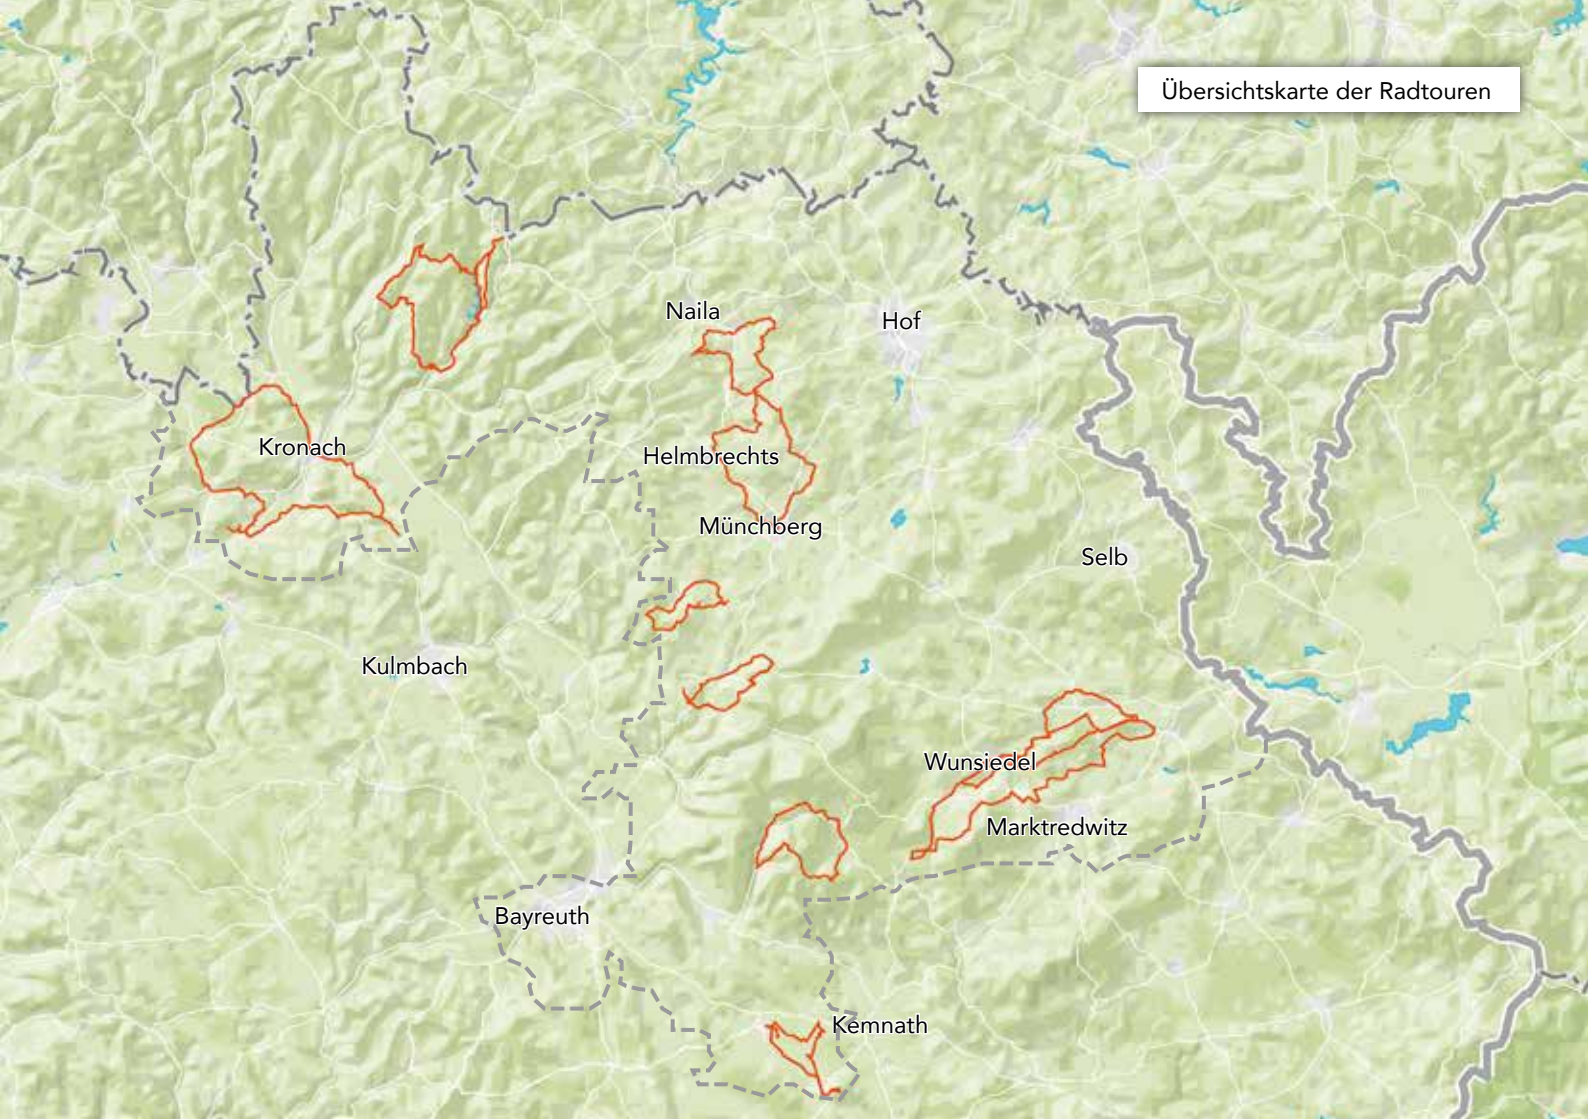 Übersichtskarte der Radtouren
Naila
Hof
Kronach
Helmbrechts
Münchberg
Selb
Kulmbach
Wunsiedel
Marktredwitz
Bayreuth
Kemnath